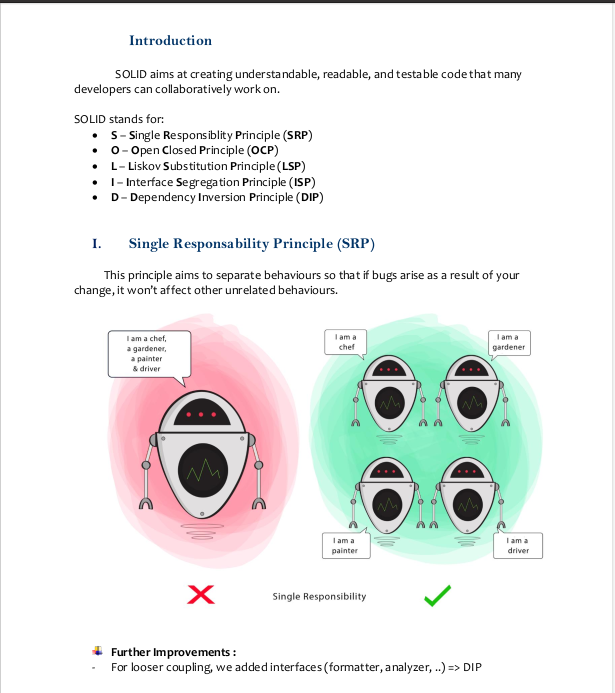 Introduction
SOLID aims at creating understandable, readable, and testable code that many
developers can collaboratively work on.
SOLID stands for:
• S – Single Responsiblity Principle (SRP)
• O – Open Closed Principle (OCP)
• L – Liskov Substitution Principle (LSP)
• I – Interface Segregation Principle (ISP)
• D – Dependency Inversion Principle (DIP)
I. Single Responsability Principle (SRP)
This principle aims to separate behaviours so that if bugs arise as a result of your
change, it won’t affect other unrelated behaviours.
I am a chef,
a gardener,
a painter
& driver
I am a
chef
I am a
gardener
I am a
painter
I am a
driver
Single Responsibility
Further Improvements :
- For looser coupling, we added interfaces (formatter, analyzer, ..) => DIP